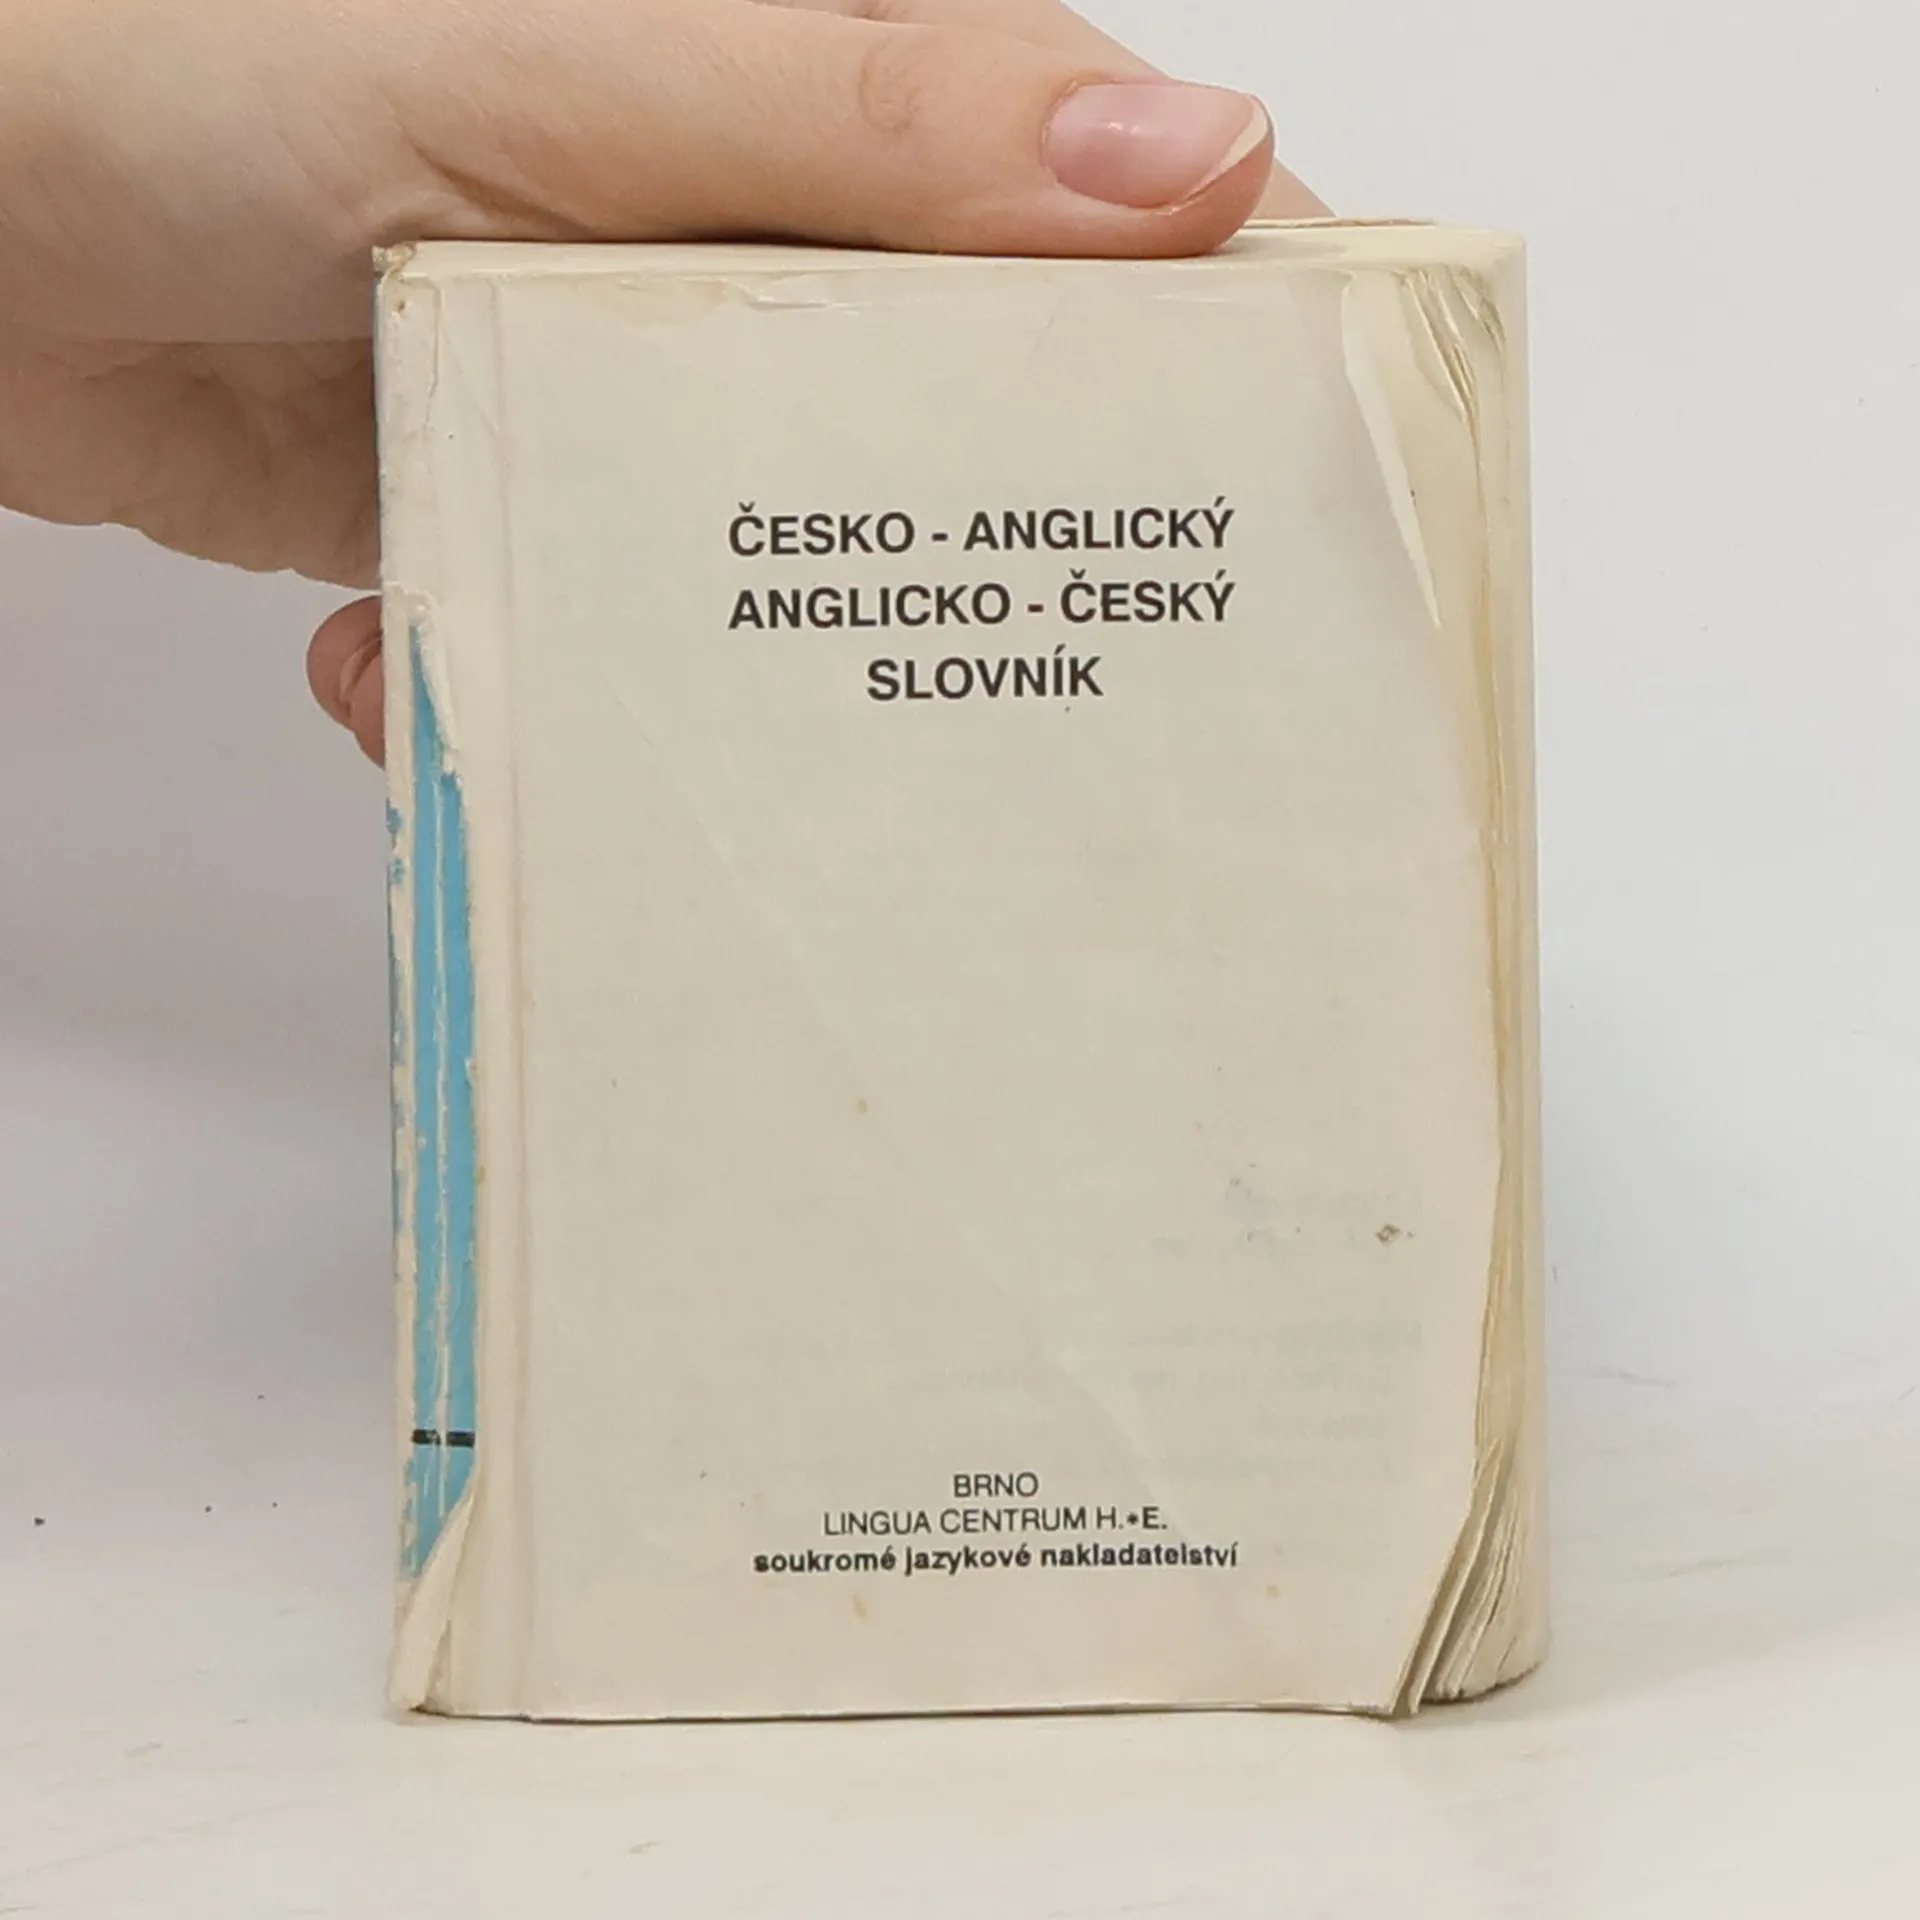 ČESKO - ANGLICKÝ
ANGLICKO - ČESKÝ
SLOVNÍK
BRNO
LINGUA CENTRUM H.*E.
soukromé jazykové nakladatelství